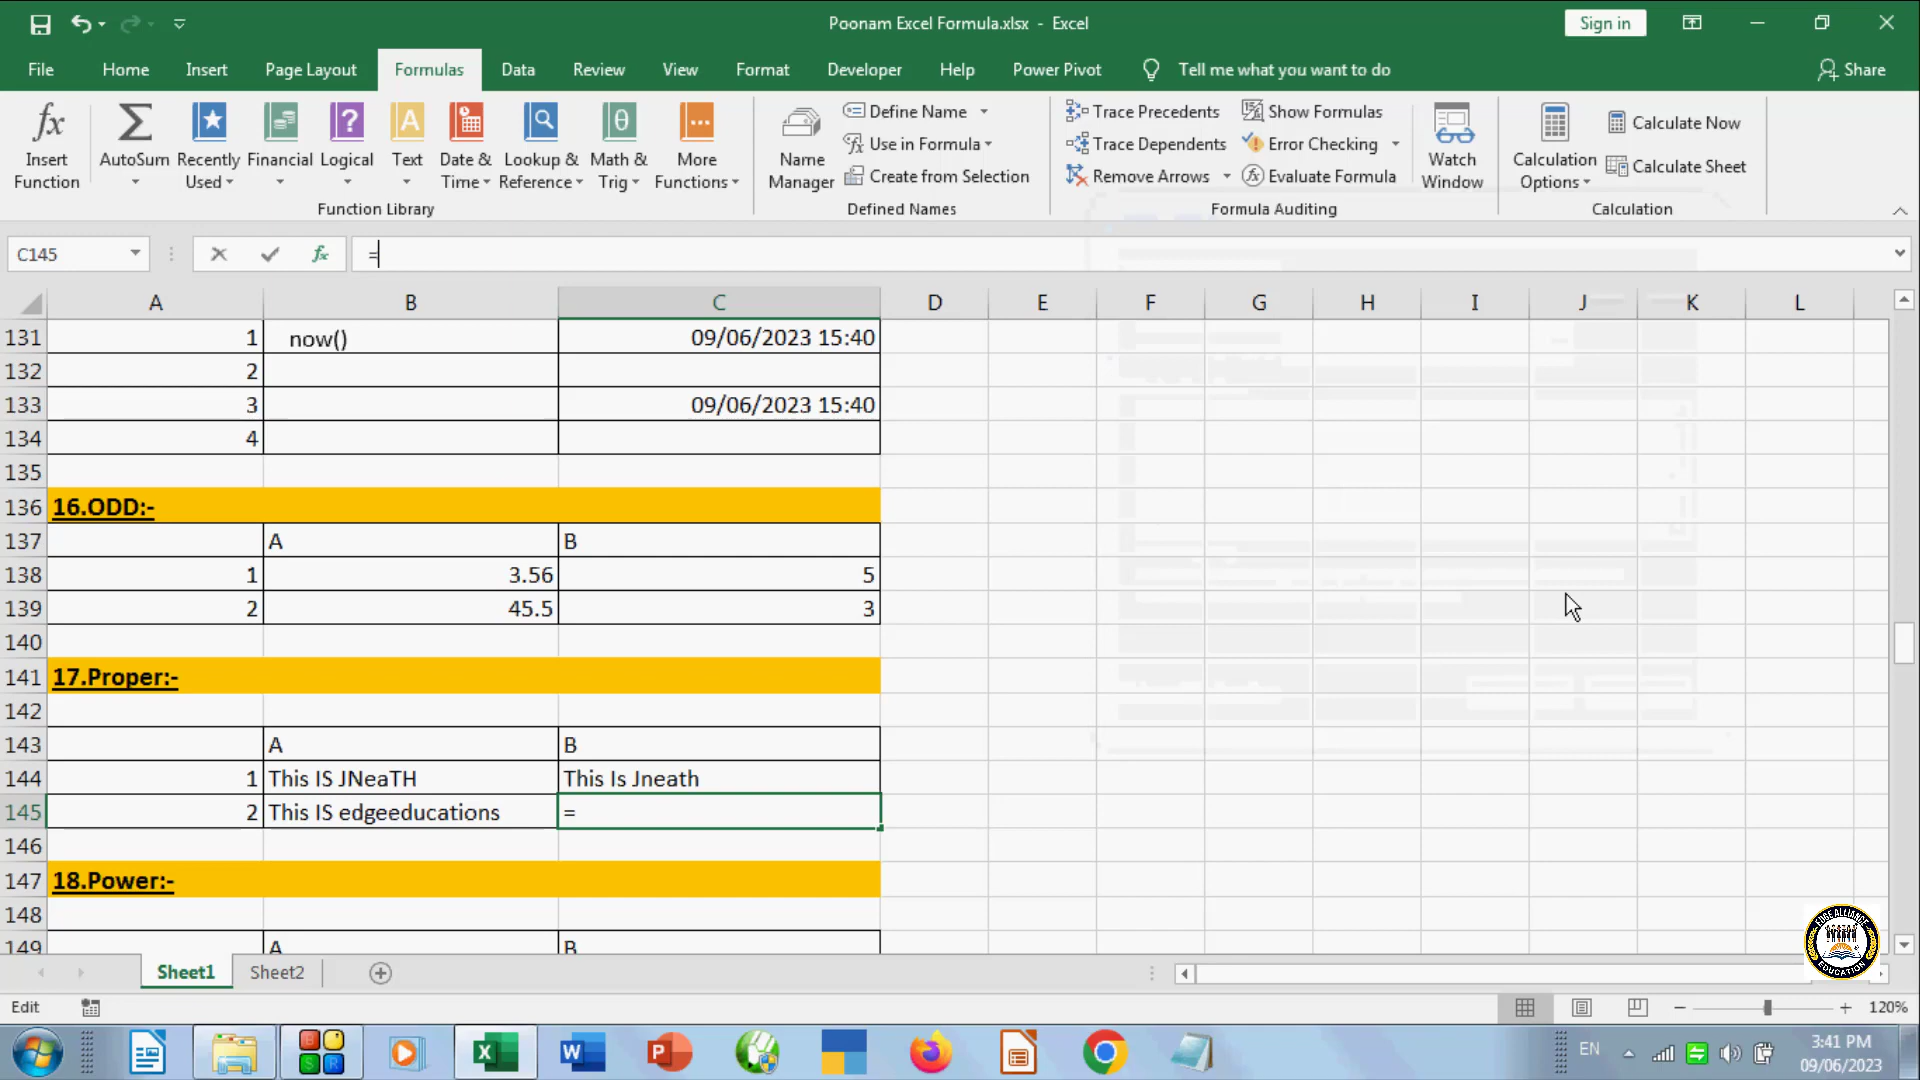 Poonam Excel Formula.xlsx - Excel
Sign in
File Home Insert Page Layout Formulas Data Review View Format Developer Help Power Pivot Tell me what you want to do Share
fx Σ ? A θ
Insert Function
AutoSum
Recently Used
Financial
Logical
Text
Date & Time
Lookup & Reference
Math & Trig
More Functions
Function Library
Name Manager
Define Name
Use in Formula
Create from Selection
Defined Names
Trace Precedents
Trace Dependents
Remove Arrows
Show Formulas
Error Checking
Evaluate Formula
Formula Auditing
Watch Window
Calculation Options
Calculate Now
Calculate Sheet
Calculation
C145 fx =
A B C D E F G H I J K L
131 1 now() 09/06/2023 15:40
132 2
133 3 09/06/2023 15:40
134 4
135
136 16.ODD:-
137 A B
138 1 3.56 5
139 2 45.5 3
140
141 17.Proper:-
142
143 A B
144 1 This IS JNeaTH This Is Jneath
145 2 This IS edgeeducations =
146
147 18.Power:-
148
149 A B
EDGE ALLIANCE
EDUCATION
Sheet1 Sheet2
Edit
120%
B S R
X W P
EN
3:41 PM
09/06/2023